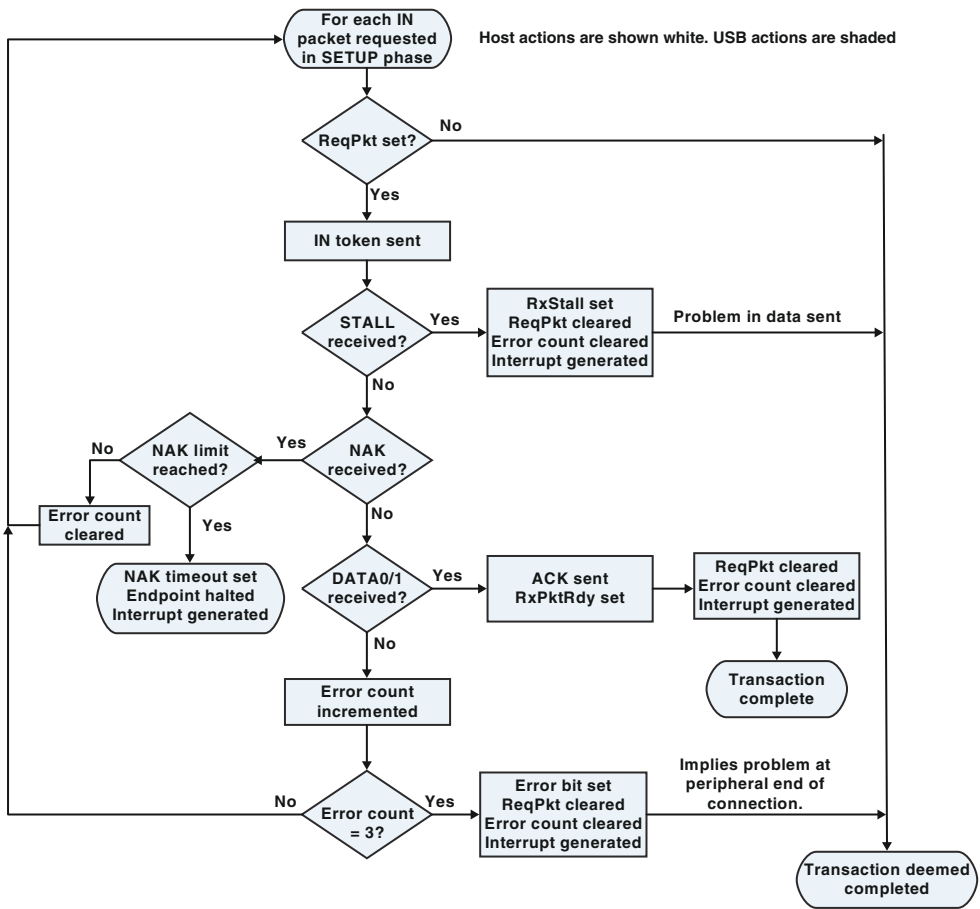 For each IN
packet requested
in SETUP phase
Host actions are shown white. USB actions are shaded
ReqPkt set?
No
Yes
IN token sent
STALL
received?
Yes
RxStall set
ReqPkt cleared
Error count cleared
Interrupt generated
Problem in data sent
No
NAK
received?
Yes
NAK limit
reached?
No
Error count
cleared
Yes
NAK timeout set
Endpoint halted
Interrupt generated
No
DATA0/1
received?
Yes
ACK sent
RxPktRdy set
ReqPkt cleared
Error count cleared
Interrupt generated
Transaction
complete
No
Error count
incremented
Error count
= 3?
No
Yes
Error bit set
ReqPkt cleared
Error count cleared
Interrupt generated
Implies problem at
peripheral end of
connection.
Transaction deemed
completed